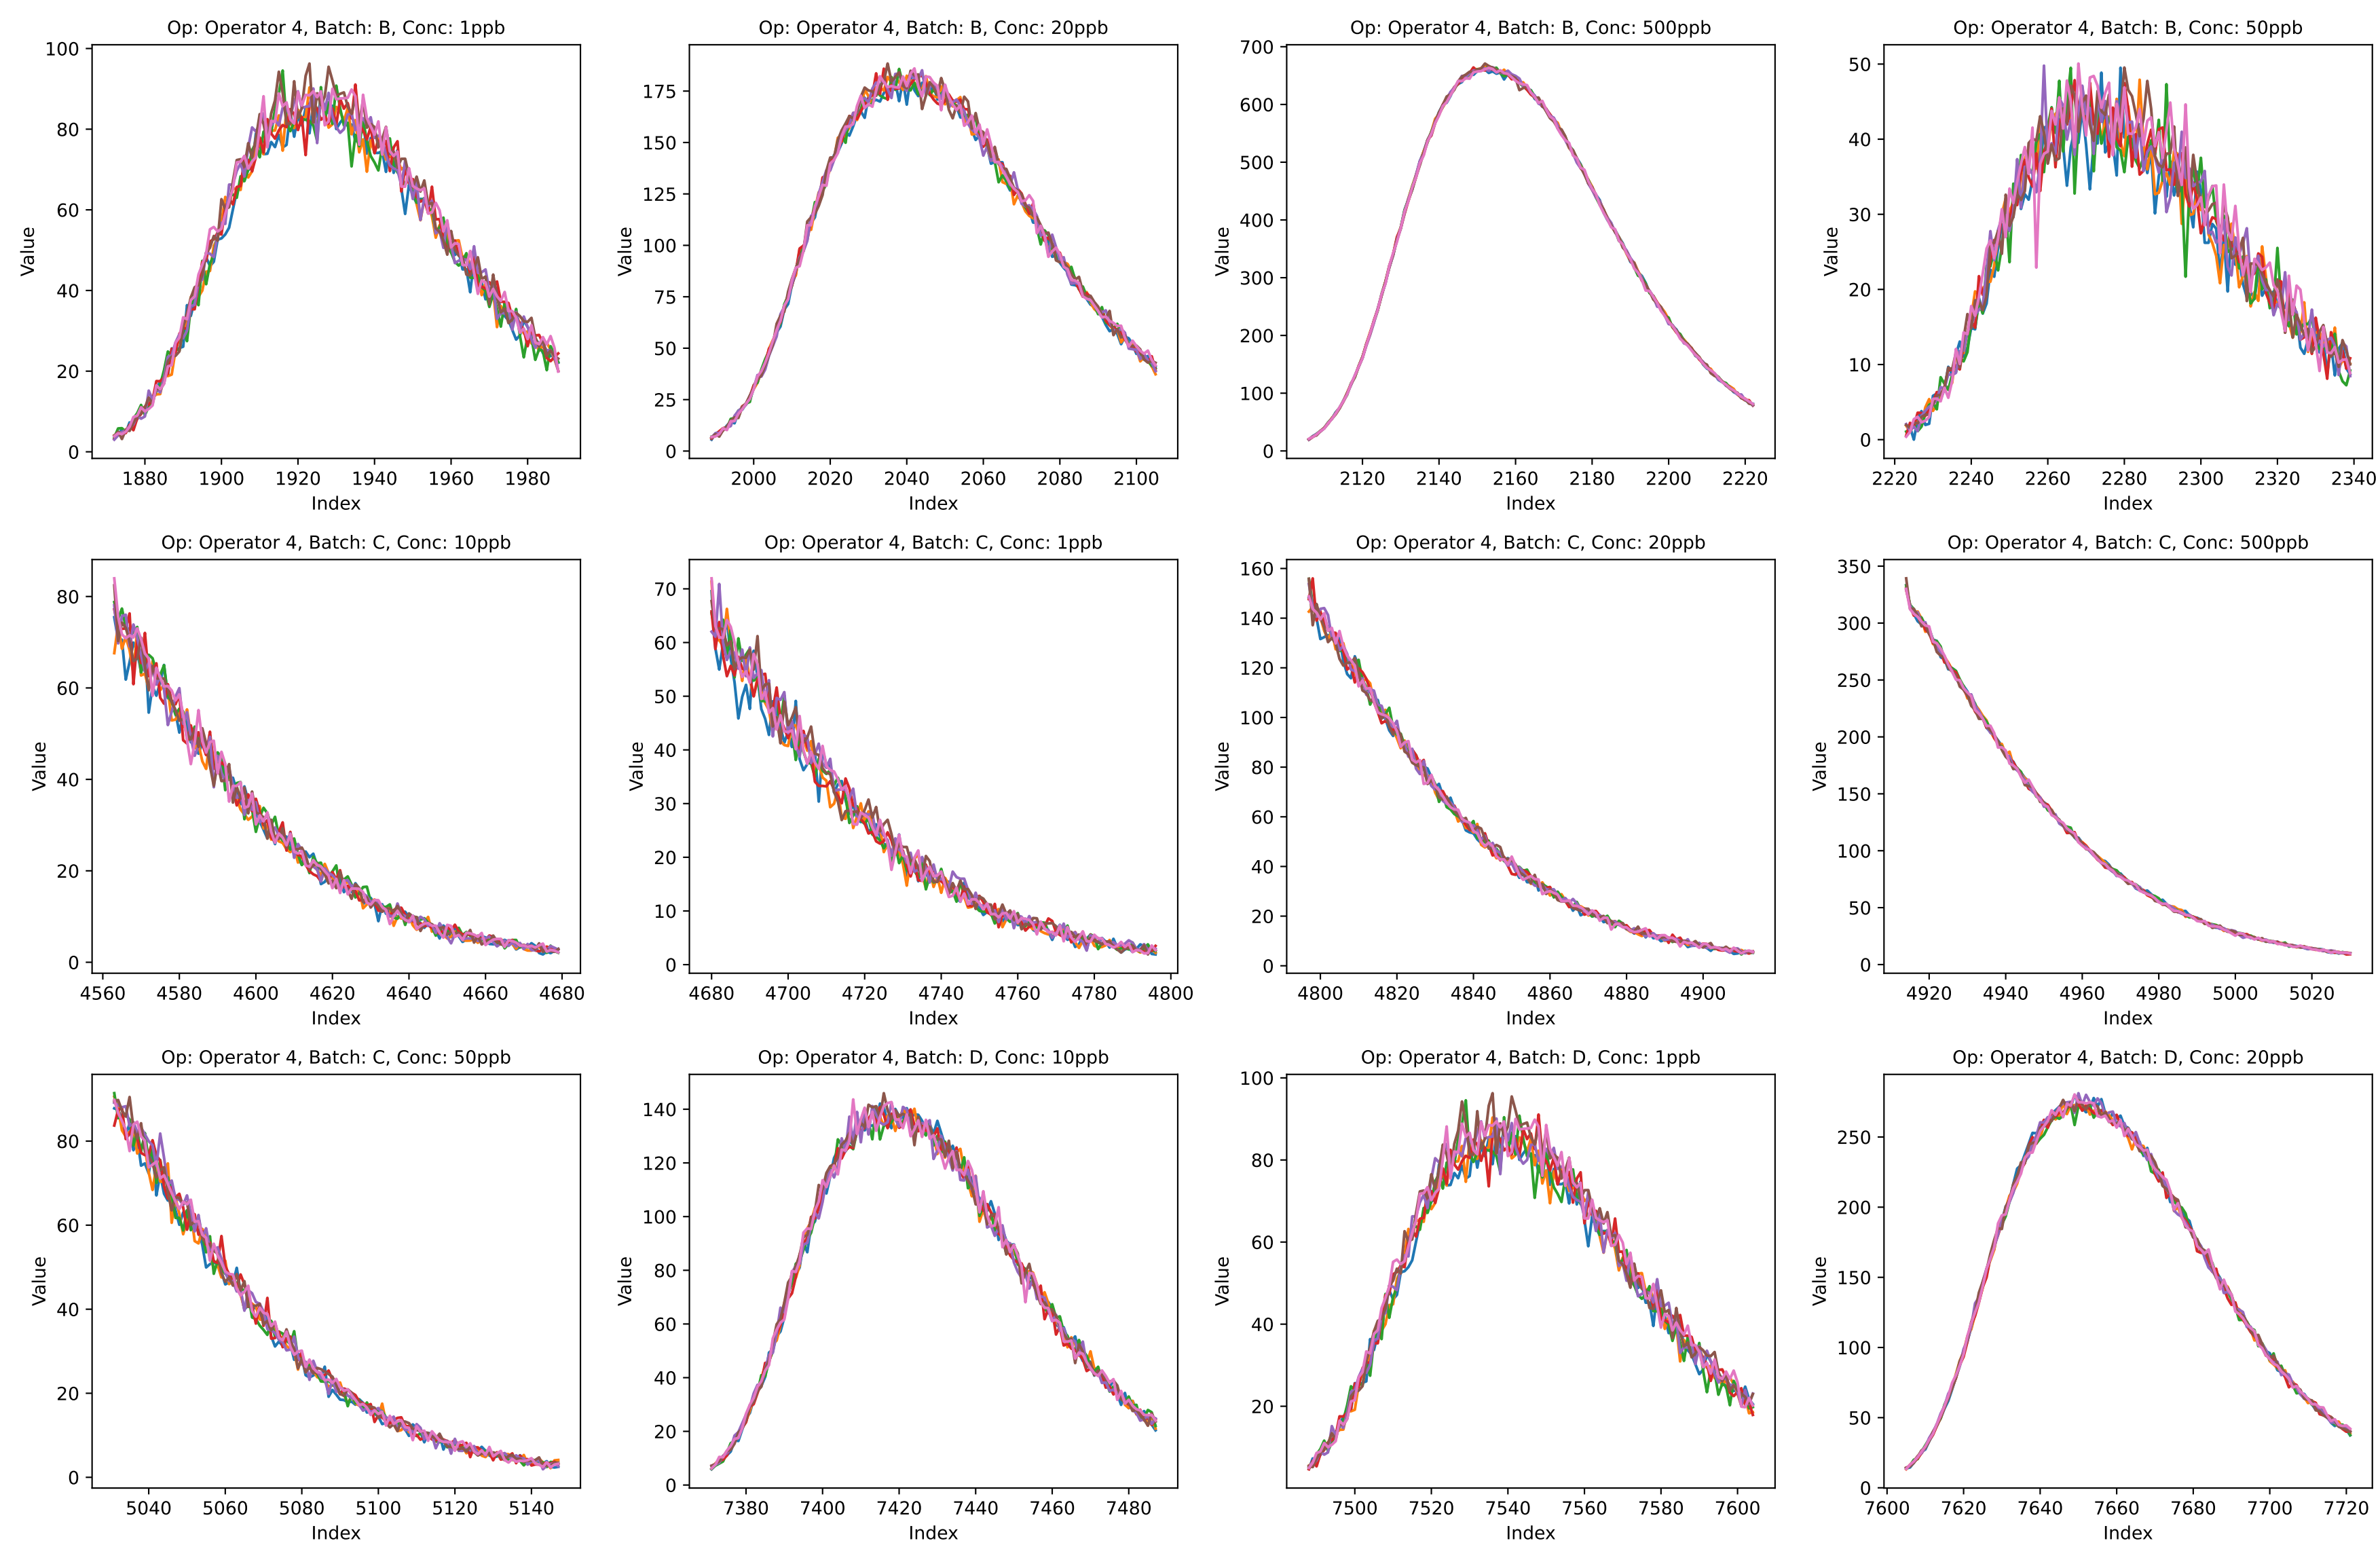 Op: Operator 4, Batch: B, Conc: 1ppb
100
80
60
40
20
0
Value
1880 1900 1920 1940 1960 1980
Index
Op: Operator 4, Batch: B, Conc: 20ppb
175
150
125
100
75
50
25
0
Value
2000 2020 2040 2060 2080 2100
Index
Op: Operator 4, Batch: B, Conc: 500ppb
700
600
500
400
300
200
100
0
Value
2120 2140 2160 2180 2200 2220
Index
Op: Operator 4, Batch: B, Conc: 50ppb
50
40
30
20
10
0
Value
2220 2240 2260 2280 2300 2320 2340
Index
Op: Operator 4, Batch: C, Conc: 10ppb
80
60
40
20
0
Value
4560 4580 4600 4620 4640 4660 4680
Index
Op: Operator 4, Batch: C, Conc: 1ppb
70
60
50
40
30
20
10
0
Value
4680 4700 4720 4740 4760 4780 4800
Index
Op: Operator 4, Batch: C, Conc: 20ppb
160
140
120
100
80
60
40
20
0
Value
4800 4820 4840 4860 4880 4900
Index
Op: Operator 4, Batch: C, Conc: 500ppb
350
300
250
200
150
100
50
0
Value
4920 4940 4960 4980 5000 5020
Index
Op: Operator 4, Batch: C, Conc: 50ppb
80
60
40
20
0
Value
5040 5060 5080 5100 5120 5140
Index
Op: Operator 4, Batch: D, Conc: 10ppb
140
120
100
80
60
40
20
0
Value
7380 7400 7420 7440 7460 7480
Index
Op: Operator 4, Batch: D, Conc: 1ppb
100
80
60
40
20
Value
7500 7520 7540 7560 7580 7600
Index
Op: Operator 4, Batch: D, Conc: 20ppb
250
200
150
100
50
0
Value
7600 7620 7640 7660 7680 7700 7720
Index